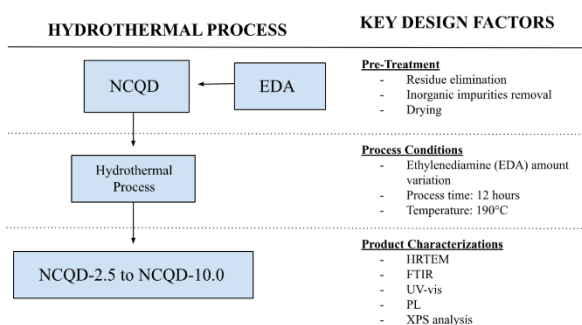 HYDROTHERMAL PROCESS
NCQD
EDA
Hydrothermal
Process
NCQD-2.5 to NCQD-10.0
KEY DESIGN FACTORS
Pre-Treatment
- Residue elimination
- Inorganic impurities removal
- Drying
Process Conditions
- Ethylenediamine (EDA) amount
variation
- Process time: 12 hours
- Temperature: 190°C
Product Characterizations
- HRTEM
- FTIR
- UV-vis
- PL
- XPS analysis